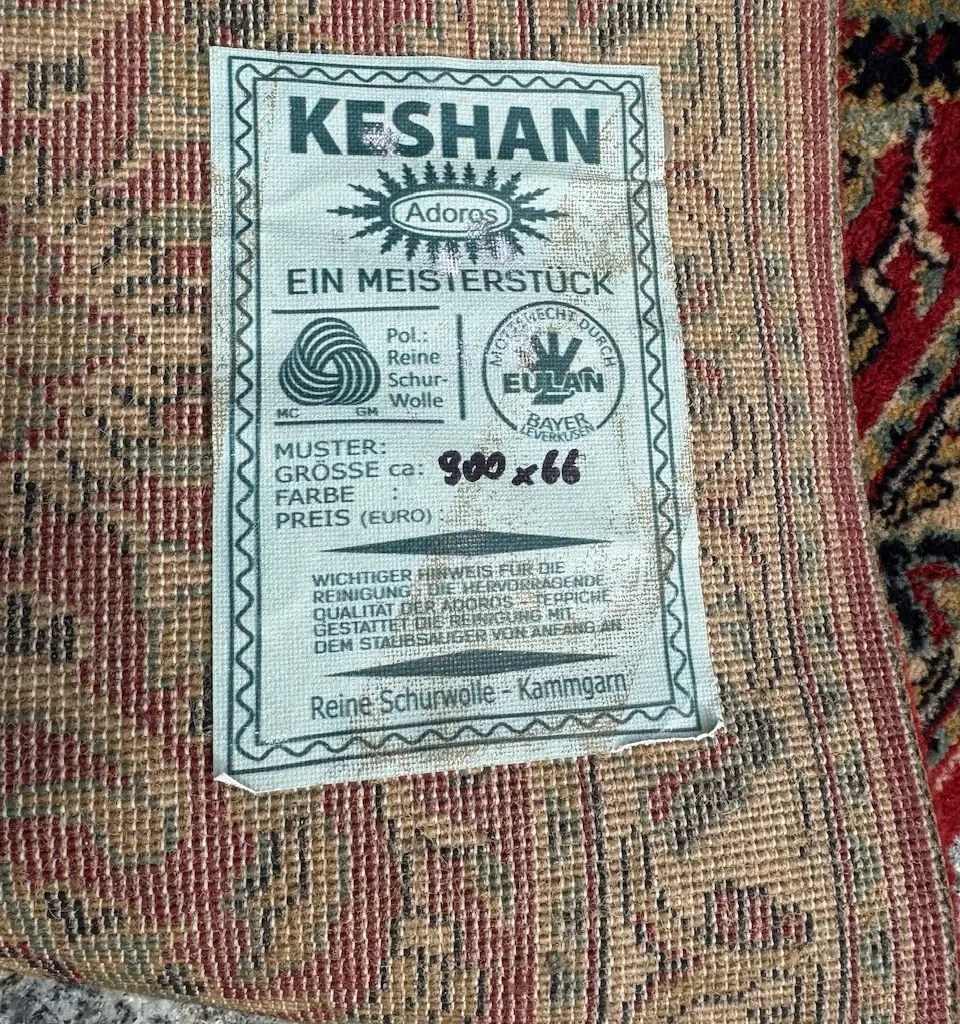 KESHAN
Adoros
EIN MEISTERSTÜCK
Pol.:
Reine
Schur-
Wolle
MC GM
MOTTENECHT DURCH
EULAN
BAYER
LEVERKUSEN
MUSTER:
GRÖSSE ca: 900 x 66
FARBE :
PREIS (EURO) :
WICHTIGER HINWEIS FÜR DIE
REINIGUNG : DIE HERVORRAGENDE
QUALITÄT DER ADOROS - TEPPICHE
GESTATTET DIE REINIGUNG MIT
DEM STAUBSAUGER VON ANFANG AN
Reine Schurwolle - Kammgarn